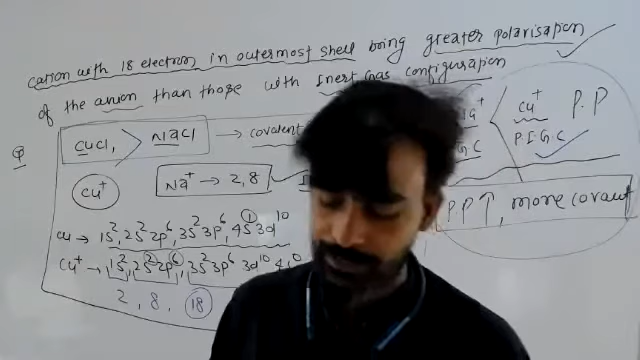 cation with 18 electron in outermost shell being greater polarisation
of the anion than those with Inert Gas configuration
Q CuCl, > NaCl → covalent
Cu⁺ P.P
P.I.G.C
Cu⁺ Na⁺ → 2,8
P.P ↑, more covalent
Cu → 1s², 2s² 2p⁶, 3s² 3p⁶, 4s① 3d¹⁰
Cu⁺ → 1s², 2s② 2p⑥, 3s² 3p⁶ 3d¹⁰ 4s⁰
2, 8, 18